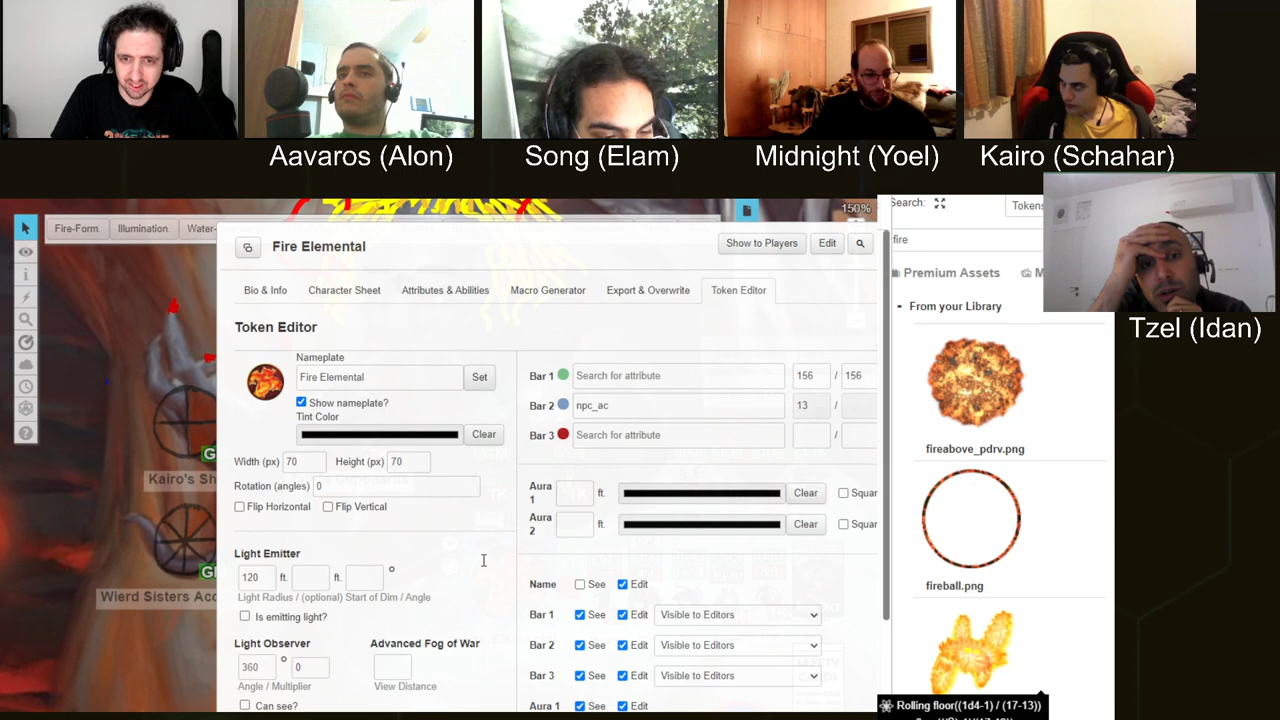 Aavaros (Alon)
Song (Elam)
Midnight (Yoel)
Kairo (Schahar)
Tzel (Idan)
Fire-Form.
Illumination.
Water-
150%
Search:
Tokens
fire
Premium Assets
From your Library
fireabove_pdrv.png
fireball.png
Rolling floor((1d4-1) / (17-13))
Kairo's Sh
Wierd Sisters Acc
Fire Elemental
Show to Players
Edit
Bio & Info
Character Sheet
Attributes & Abilities
Macro Generator
Export & Overwrite
Token Editor
Token Editor
Nameplate
Fire Elemental
Set
Show nameplate?
Tint Color
Clear
Width (px) 70 Height (px) 70
Rotation (angles) 0
Flip Horizontal Flip Vertical
Light Emitter
120 ft. ft. °
Light Radius / (optional) Start of Dim / Angle
Is emitting light?
Light Observer
Advanced Fog of War
360 ° 0
Angle / Multiplier
View Distance
Can see?
Bar 1 Search for attribute 156 / 156
Bar 2 npc_ac 13 /
Bar 3 Search for attribute /
Aura 1 ft. Clear Squar
Aura 2 ft. Clear Squar
Name See Edit
Bar 1 See Edit Visible to Editors
Bar 2 See Edit Visible to Editors
Bar 3 See Edit Visible to Editors
Aura 1 See Edit